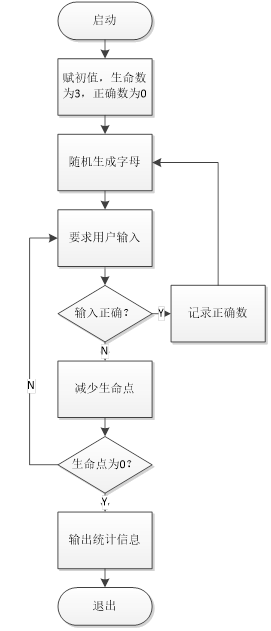 启动
赋初值，生命数
为3，正确数为0
随机生成字母
要求用户输入
输入正确？
Y
记录正确数
N
减少生命点
N
生命点为0？
Y
输出统计信息
退出